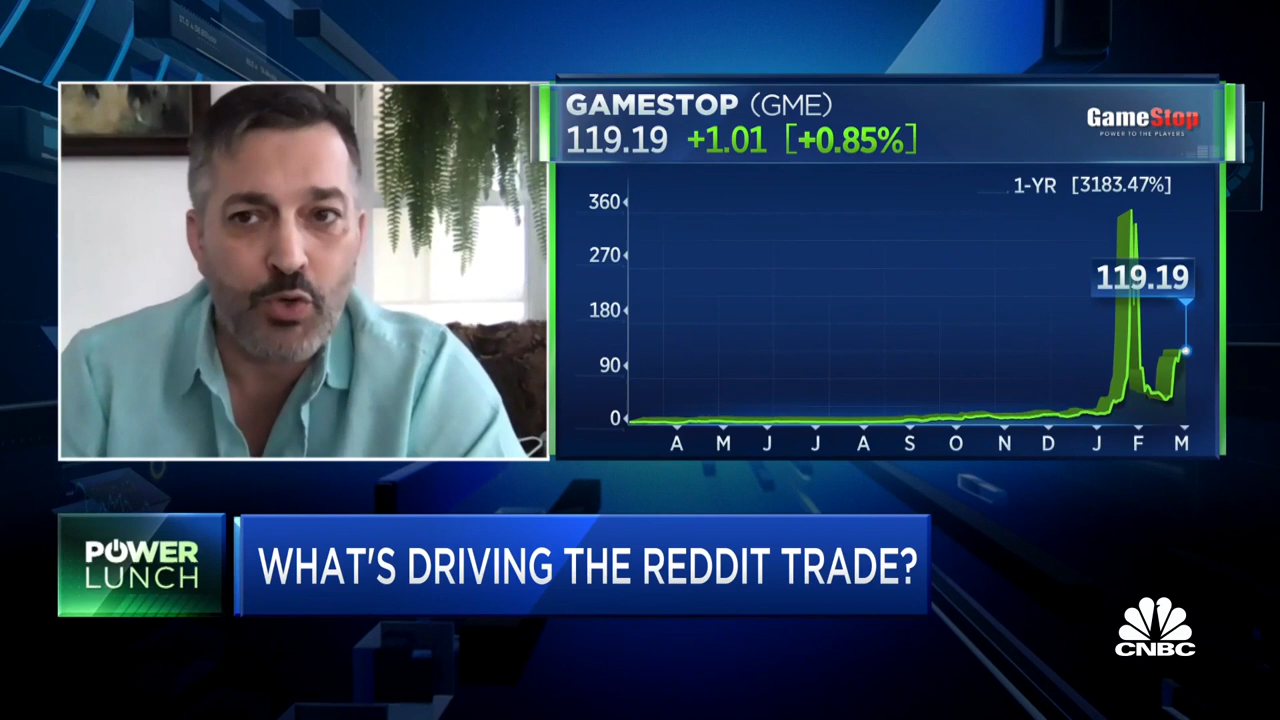 GAMESTOP (GME)
119.19 +1.01 [+0.85%]
GameStop
POWER TO THE PLAYERS
1-YR [3183.47%]
360
270
180
90
0
119.19
A M J J A S O N D J F M
POWER
LUNCH
WHAT'S DRIVING THE REDDIT TRADE?
CNBC